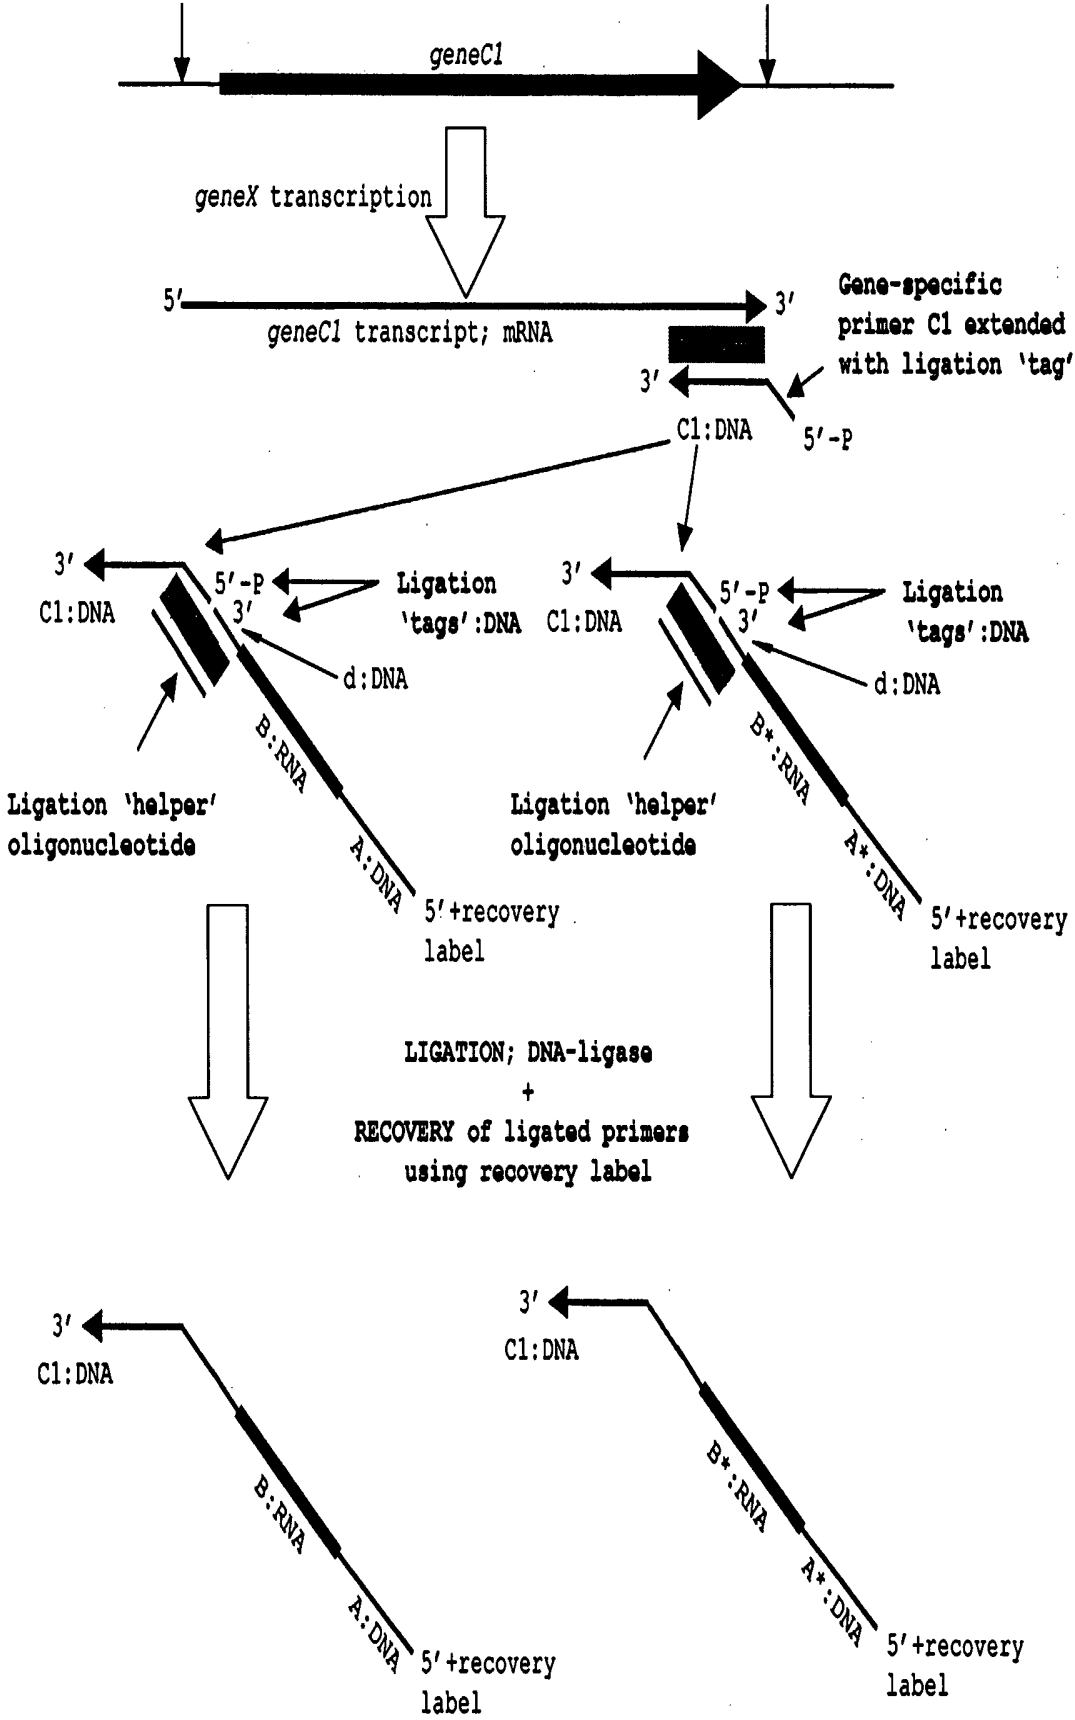 geneC1
geneX transcription
5'
3'
geneC1 transcript; mRNA
Gene-specific
primer C1 extended
with ligation ‘tag’
3'
C1:DNA
5'-P
3'
C1:DNA
5'-P
3'
Ligation
‘tags’:DNA
d:DNA
B:RNA
A:DNA
Ligation ‘helper’
oligonucleotide
5'+recovery
label
3'
C1:DNA
5'-P
3'
Ligation
‘tags’:DNA
d:DNA
B*:RNA
A*:DNA
Ligation ‘helper’
oligonucleotide
5'+recovery
label
LIGATION; DNA-ligase
+
RECOVERY of ligated primers
using recovery label
3'
C1:DNA
B:RNA
A:DNA
5'+recovery
label
3'
C1:DNA
B*:RNA
A*:DNA
5'+recovery
label